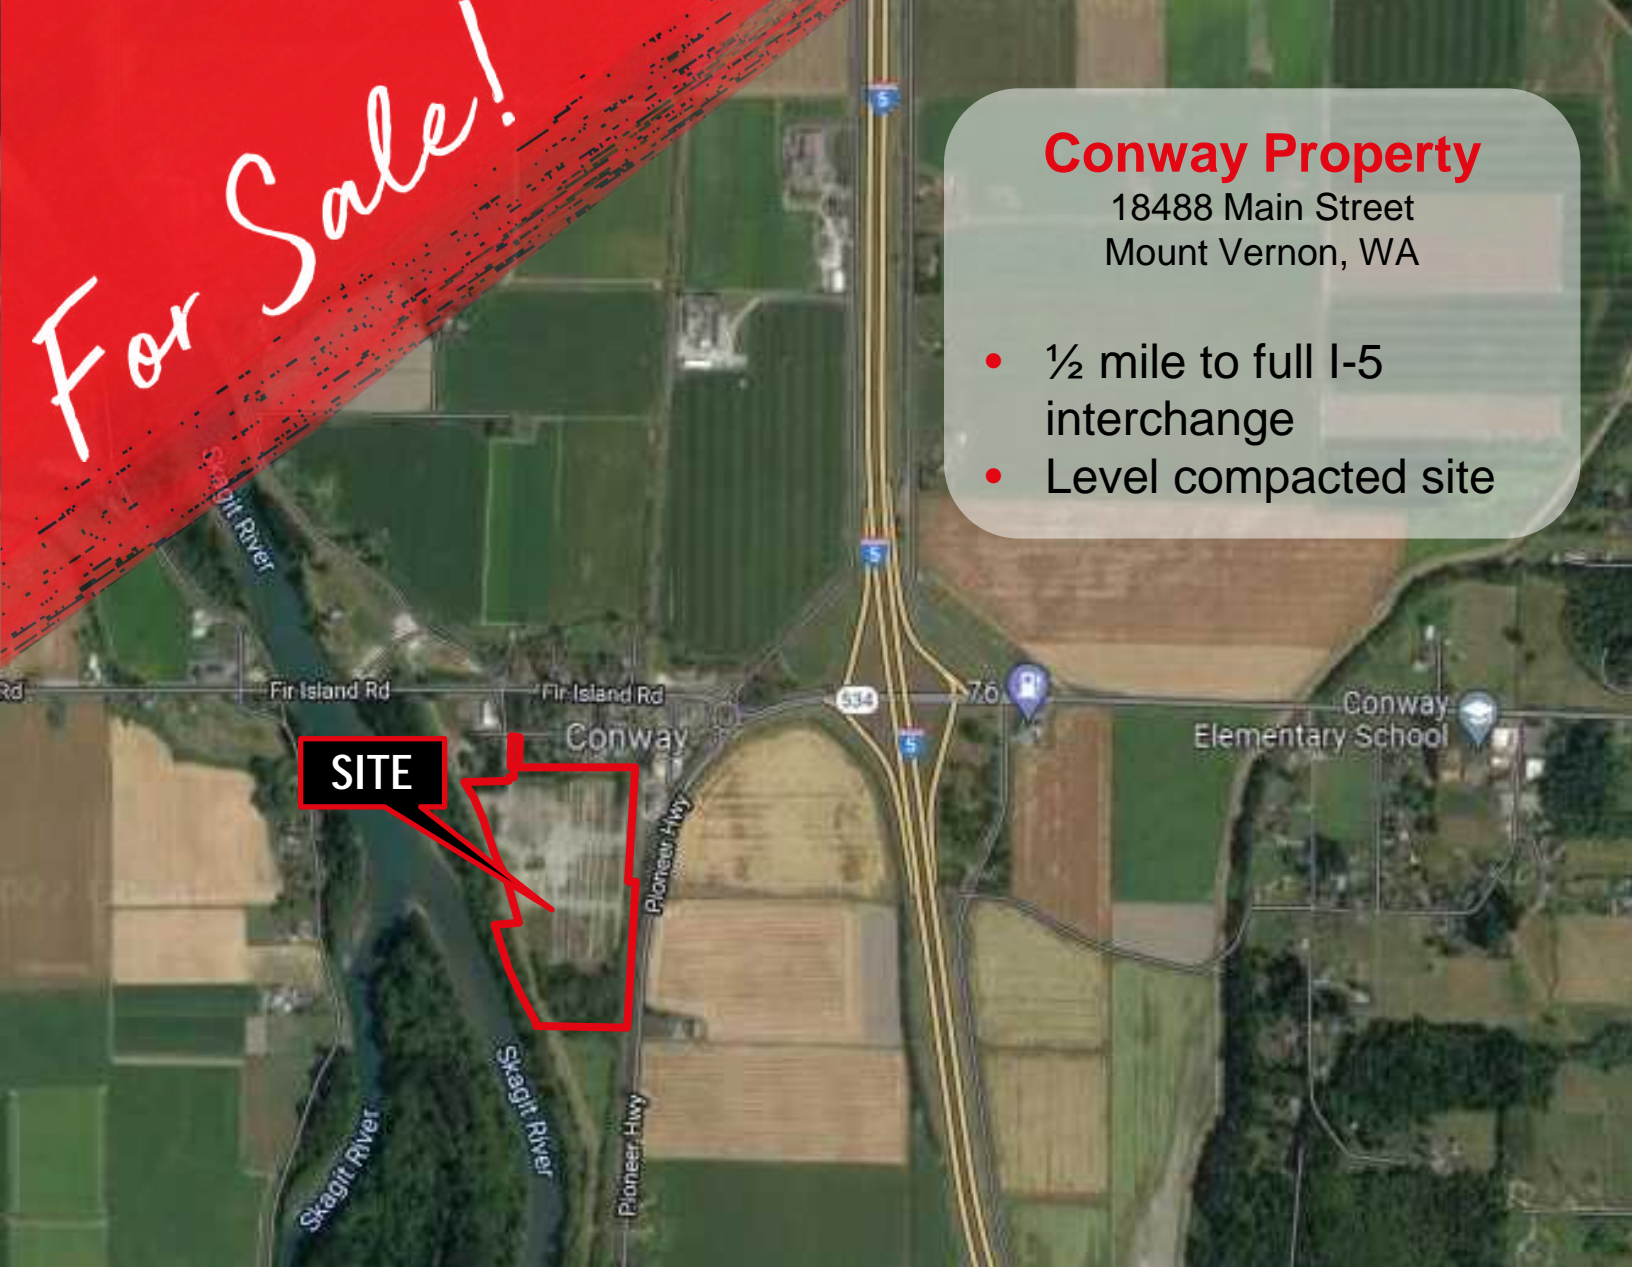 For Sale!
Conway Property
18488 Main Street
Mount Vernon, WA
• ½ mile to full I-5
interchange
• Level compacted site
5
Skagit River
5
Rd
Fir Island Rd
Fir Island Rd
534
76
Conway
Elementary School
Conway
5
SITE
Pioneer Hwy
Skagit River
Skagit River
Pioneer Hwy